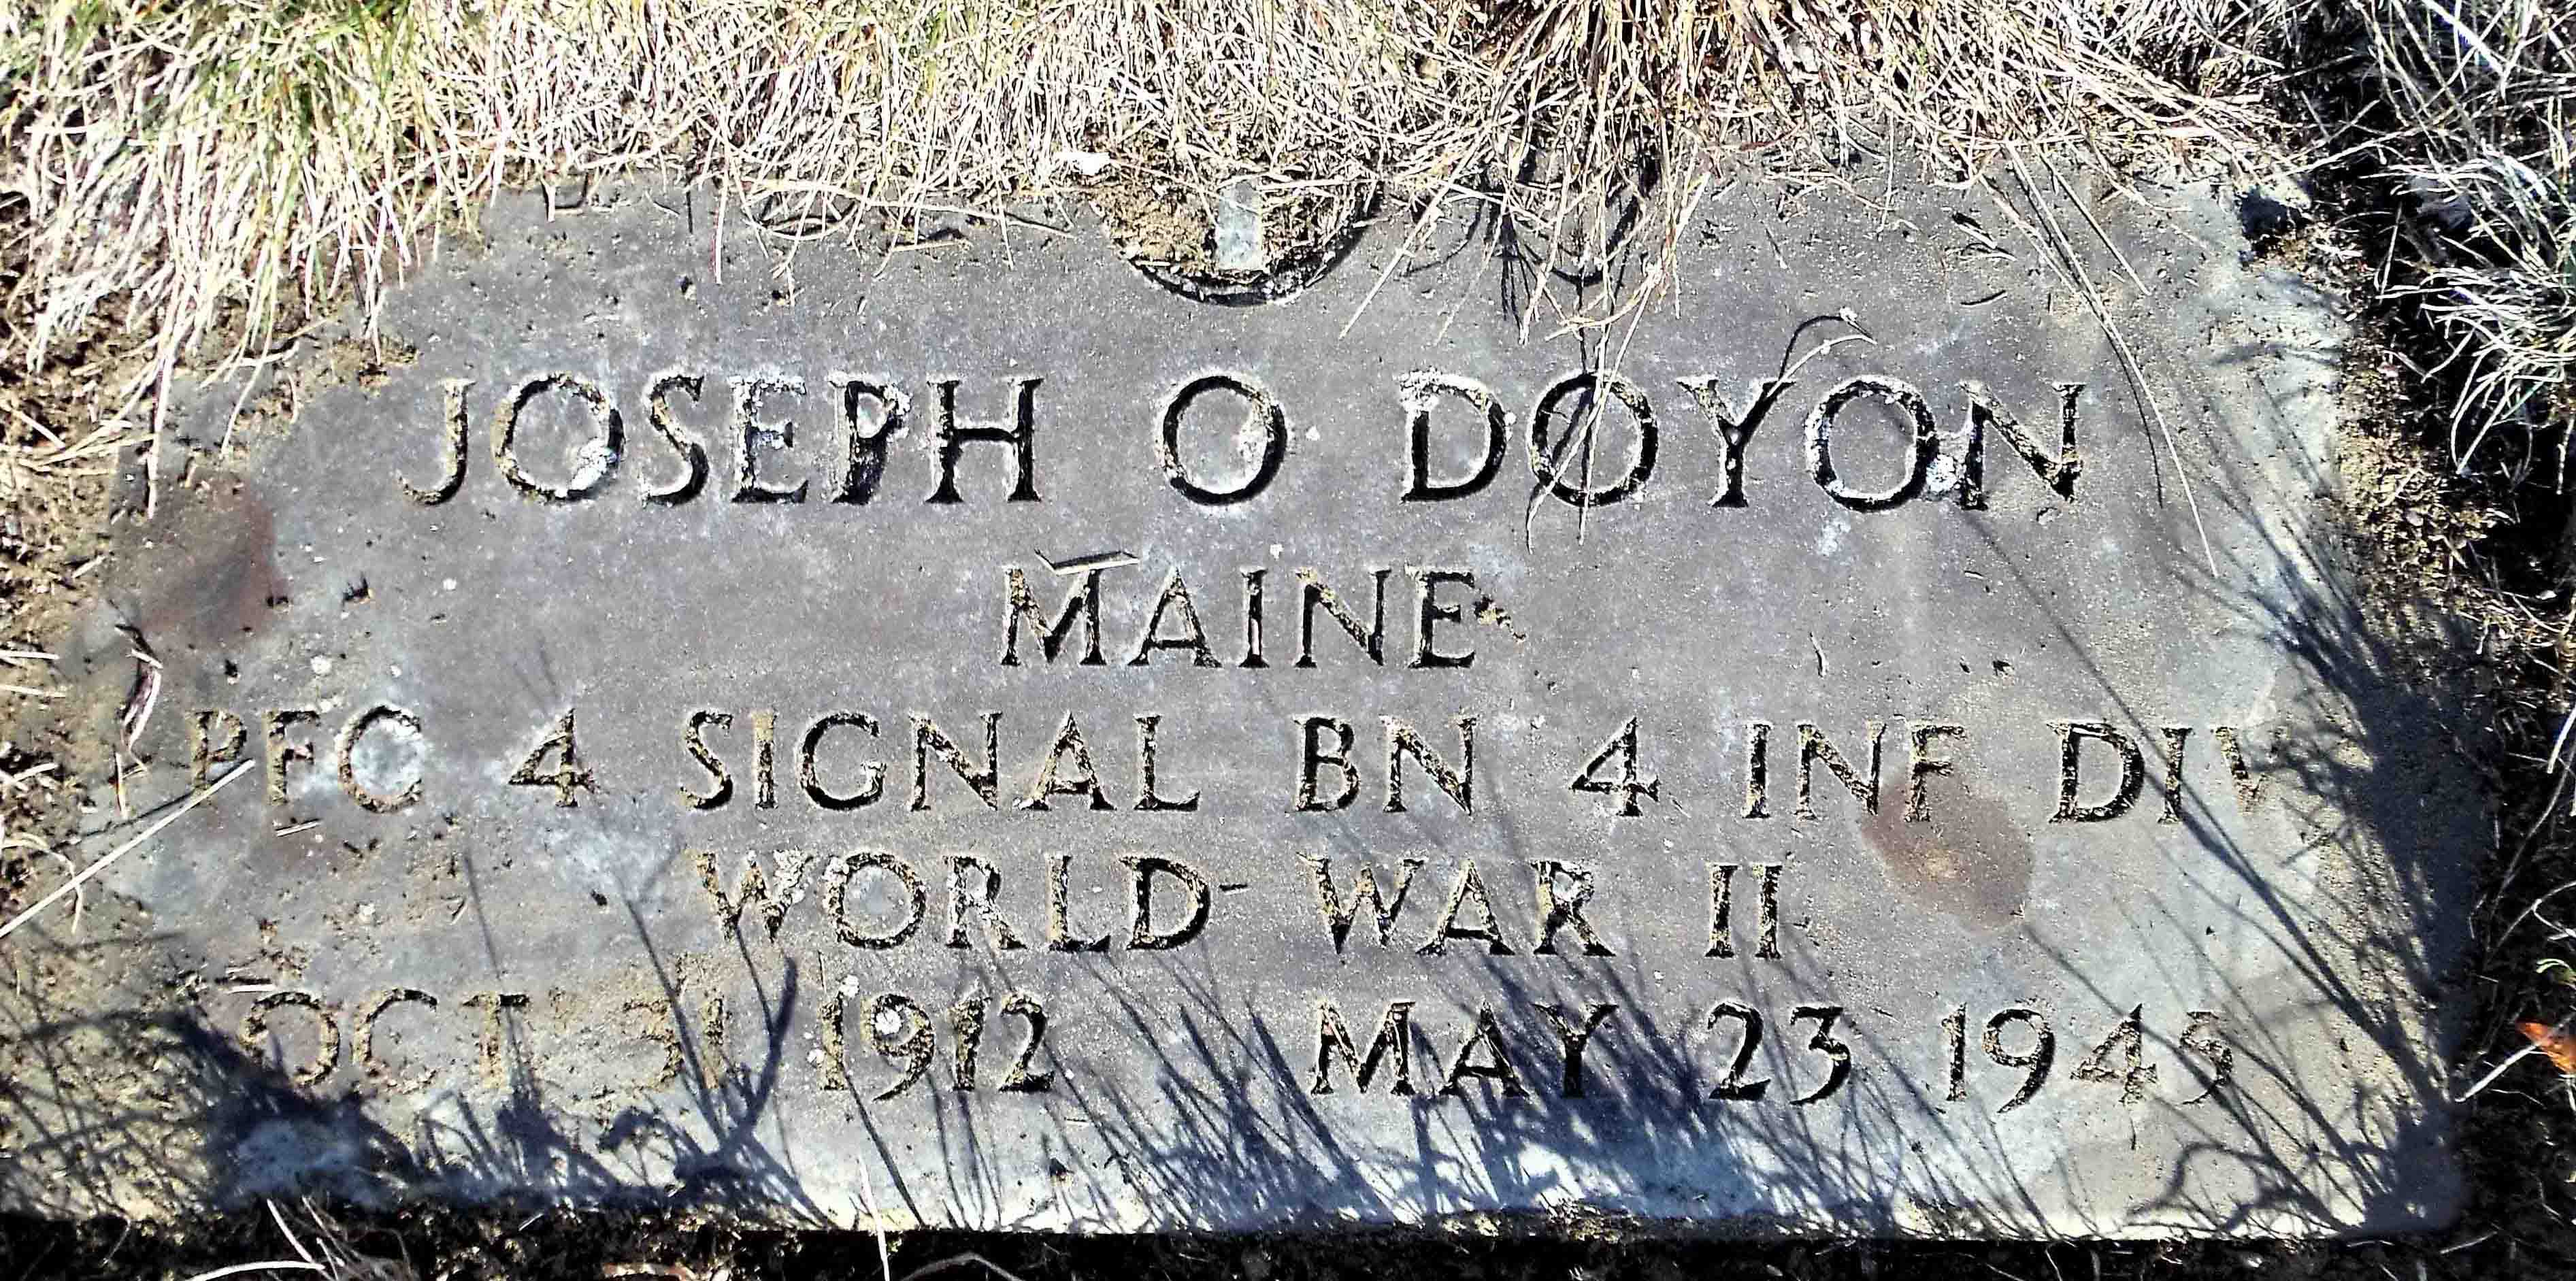 JOSEPH O DOYON
MAINE
PFC 4 SIGNAL BN 4 INF DIV
WORLD WAR II
OCT 31 1912 MAY 23 1945